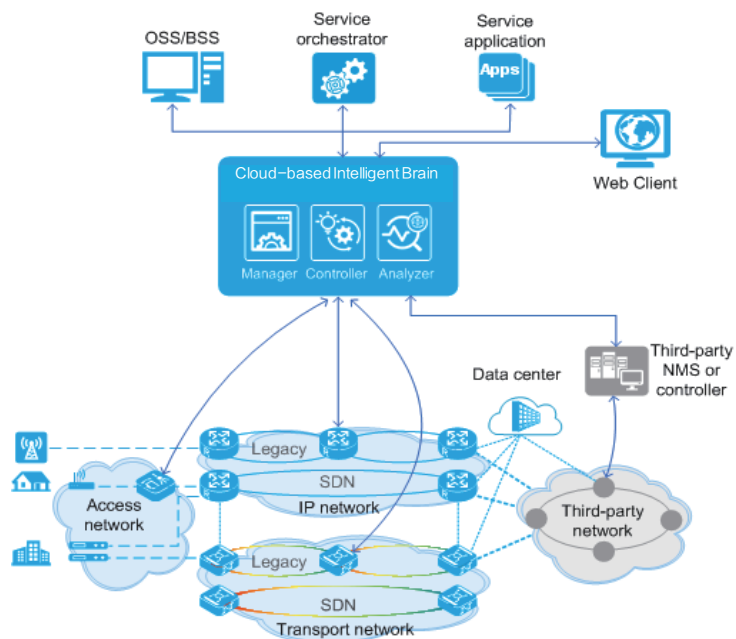 OSS/BSS
Service
orchestrator
Service
application
Apps
Web Client
Cloud-based Intelligent Brain
Manager
Controller
Analyzer
Third-party
NMS or
controller
Data center
Legacy
SDN
IP network
Access
network
Third-party
network
Legacy
SDN
Transport network